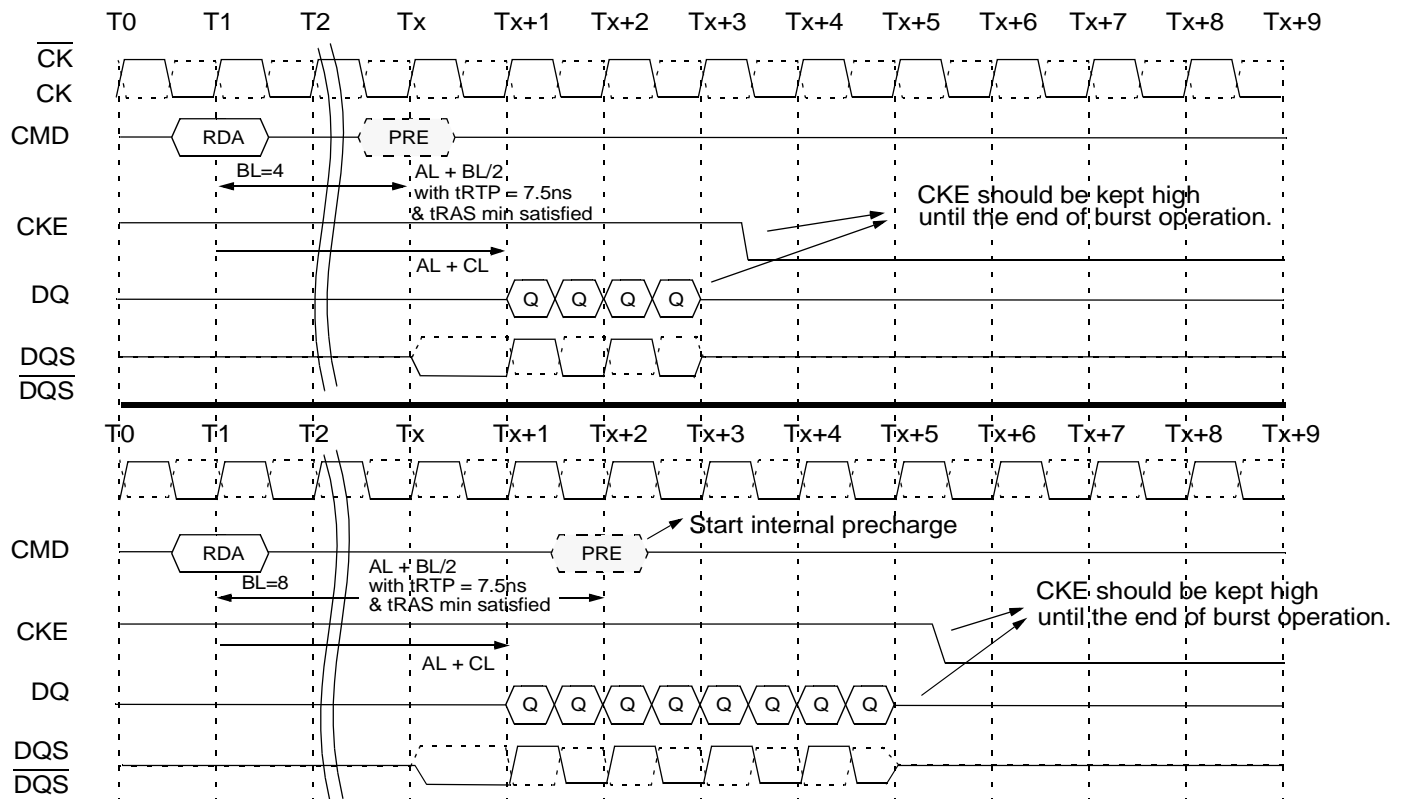 T0 T1 T2 Tx Tx+1 Tx+2 Tx+3 Tx+4 Tx+5 Tx+6 Tx+7 Tx+8 Tx+9
CK
CK
CMD RDA PRE
BL=4 AL + BL/2
with tRTP = 7.5ns
& tRAS min satisfied
CKE should be kept high
until the end of burst operation.
CKE
AL + CL
DQ Q Q Q Q
DQS
DQS
T0 T1 T2 Tx Tx+1 Tx+2 Tx+3 Tx+4 Tx+5 Tx+6 Tx+7 Tx+8 Tx+9
Start internal precharge
CMD RDA PRE
BL=8 AL + BL/2
with tRTP = 7.5ns
& tRAS min satisfied
CKE should be kept high
until the end of burst operation.
CKE
AL + CL
DQ Q Q Q Q Q Q Q Q
DQS
DQS